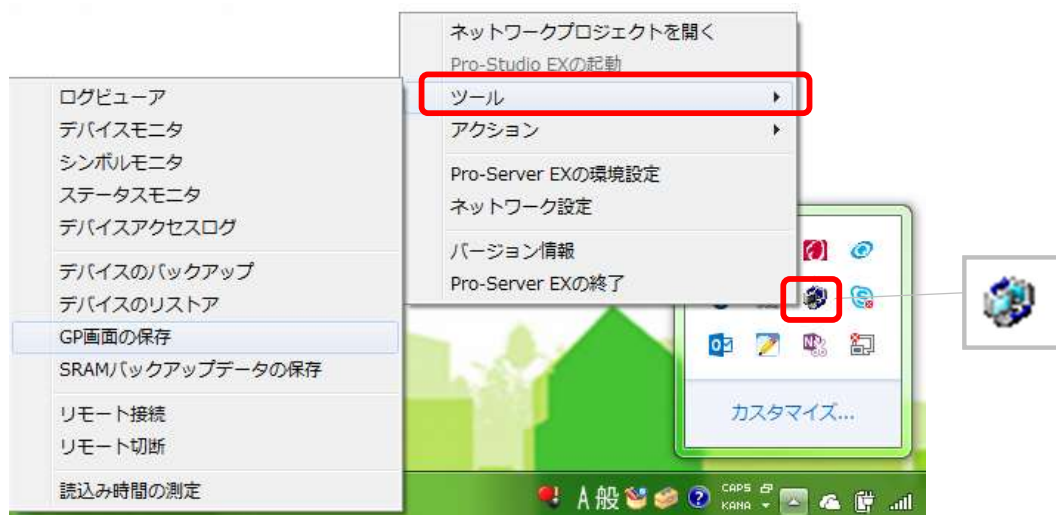 ネットワークプロジェクトを開く
Pro-Studio EXの起動
ツール
アクション
Pro-Server EXの環境設定
ネットワーク設定
バージョン情報
Pro-Server EXの終了
ログビューア
デバイスモニタ
シンボルモニタ
ステータスモニタ
デバイスアクセスログ
デバイスのバックアップ
デバイスのリストア
GP画面の保存
SRAMバックアップデータの保存
リモート接続
リモート切断
読込み時間の測定
カスタマイズ...
A 般
CAPS
KANA